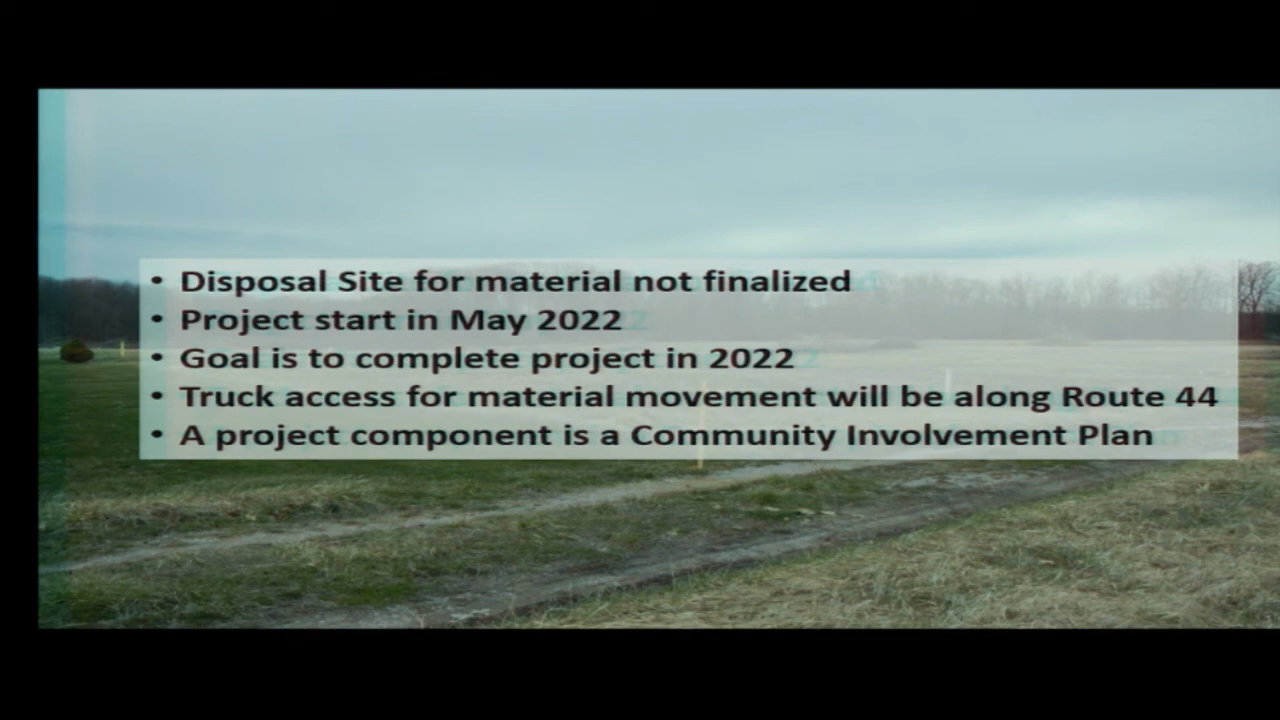 • Disposal Site for material not finalized
• Project start in May 2022
• Goal is to complete project in 2022
• Truck access for material movement will be along Route 44
• A project component is a Community Involvement Plan